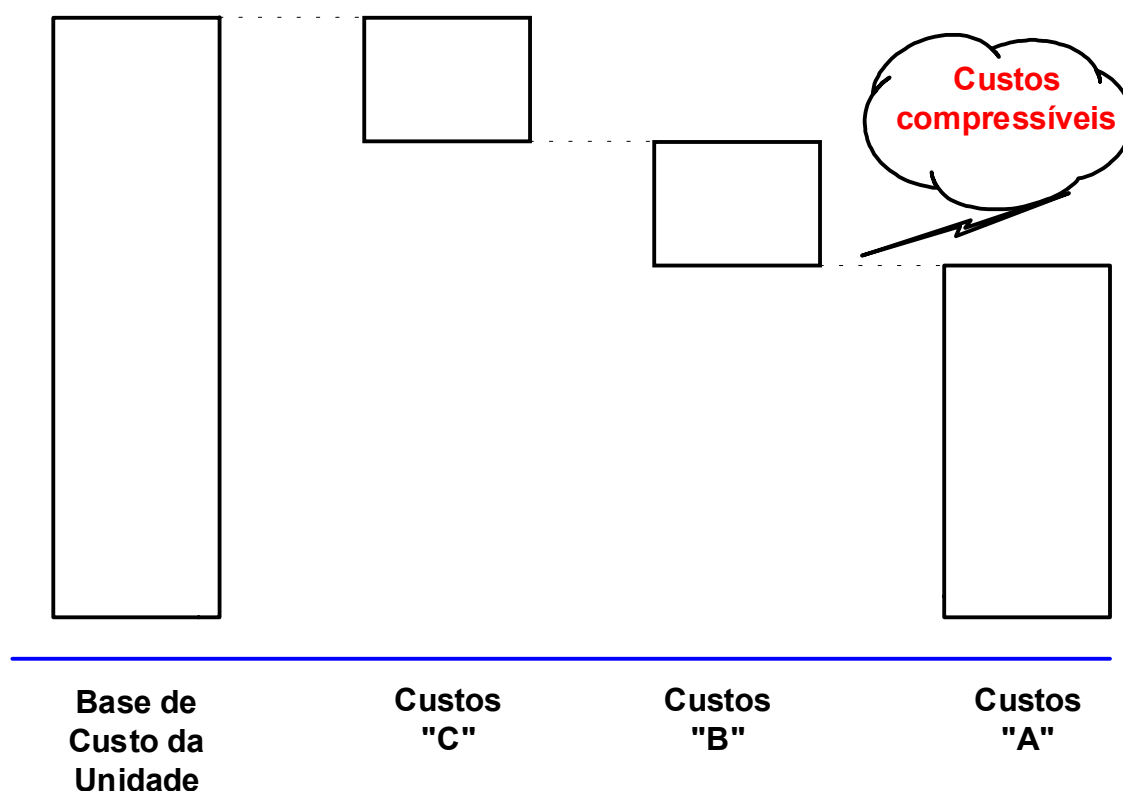 Custos
compressíveis
Base de
Custo da
Unidade
Custos
"C"
Custos
"B"
Custos
"A"